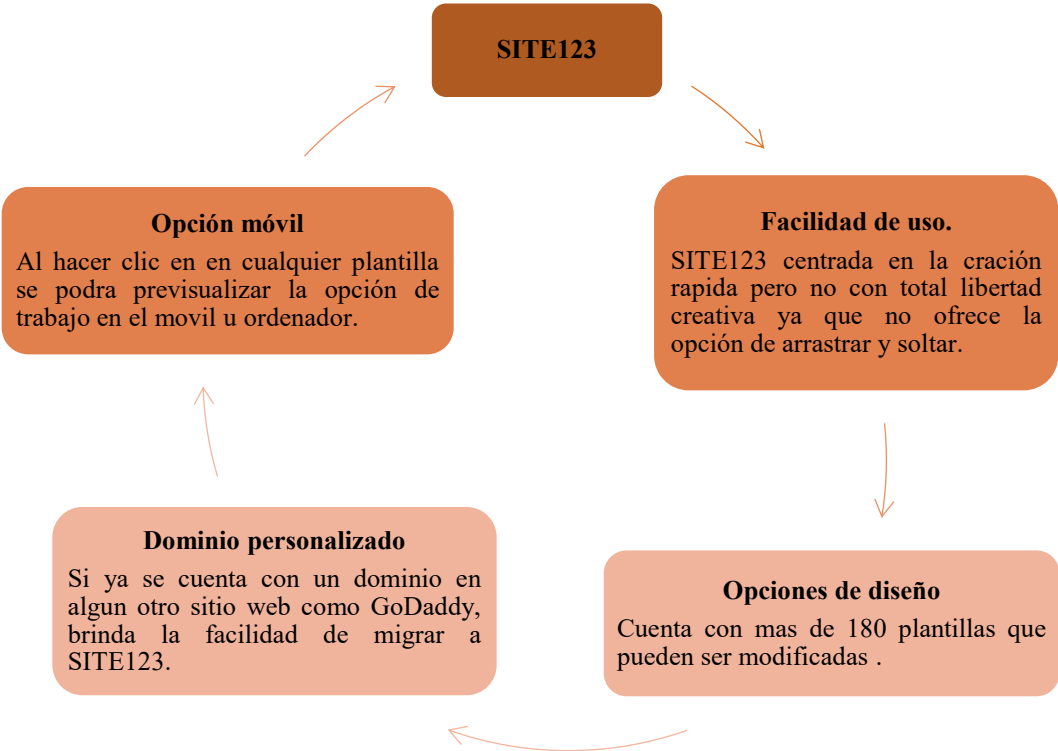 SITE123
Facilidad de uso.
SITE123 centrada en la cración
rapida pero no con total libertad
creativa ya que no ofrece la
opción de arrastrar y soltar.
Opciones de diseño
Cuenta con mas de 180 plantillas que
pueden ser modificadas .
Dominio personalizado
Si ya se cuenta con un dominio en
algun otro sitio web como GoDaddy,
brinda la facilidad de migrar a
SITE123.
Opción móvil
Al hacer clic en en cualquier plantilla
se podra previsualizar la opción de
trabajo en el movil u ordenador.